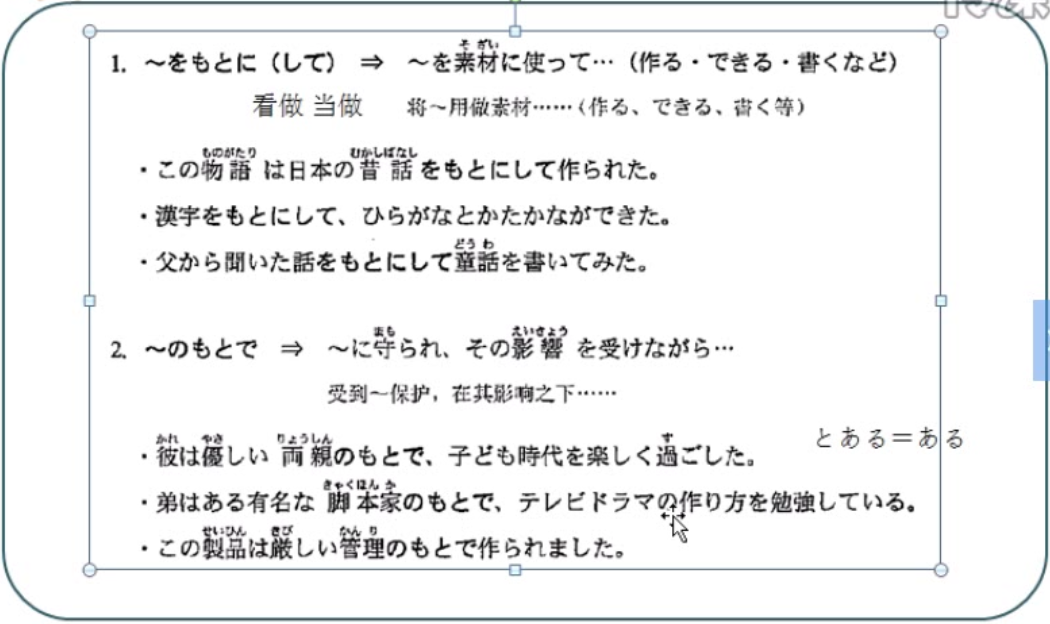 1. ～をもとに（して） ⇒ ～を素材に使って…（作る・できる・書くなど）
看做 当做 将～用做素材……（作る、できる、書く等）
・この物語は日本の昔話をもとにして作られた。
・漢字をもとにして、ひらがなとかたかながができた。
・父から聞いた話をもとにして童話を書いてみた。
2. ～のもとで ⇒ ～に守られ、その影響を受けながら…
受到～保护，在其影响之下……
とある＝ある
・彼は優しい両親のもとで、子ども時代を楽しく過ごした。
・弟はある有名な脚本家のもとで、テレビドラマの作り方を勉強している。
・この製品は厳しい管理のもとで作られました。